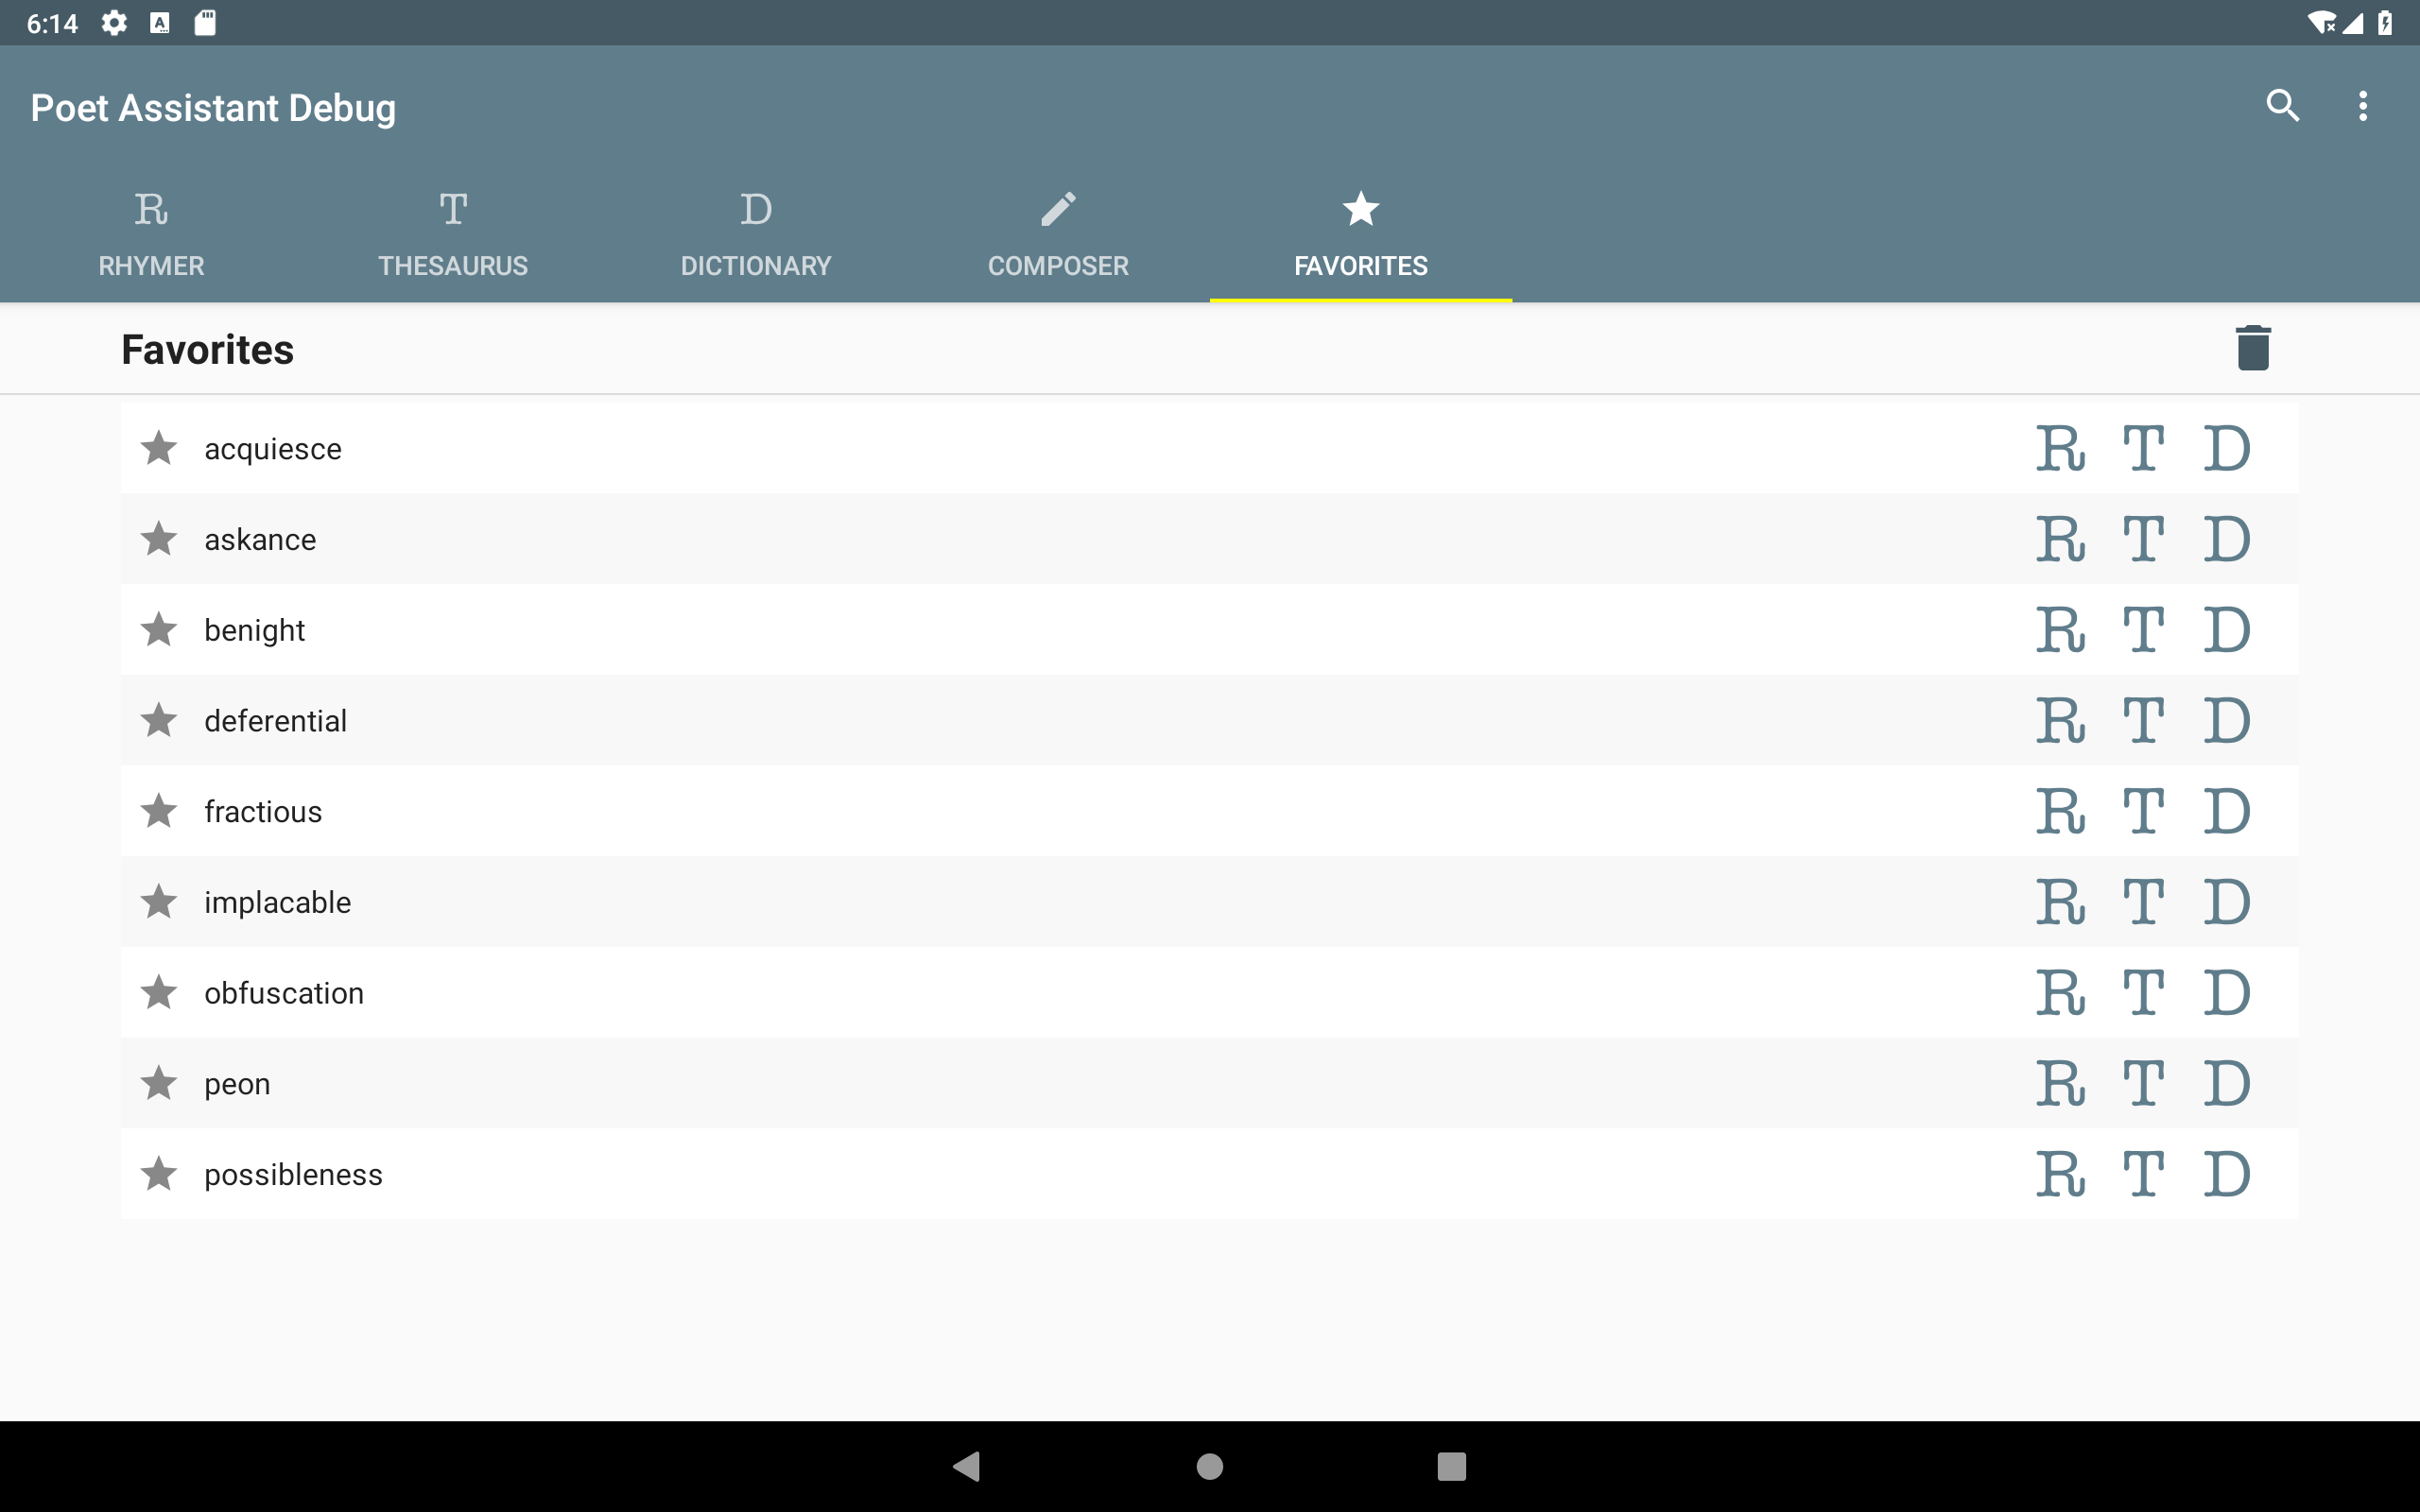 6:14
Poet Assistant Debug
R T D
RHYMER THESAURUS DICTIONARY COMPOSER FAVORITES
Favorites
acquiesce R T D
askance R T D
benight R T D
deferential R T D
fractious R T D
implacable R T D
obfuscation R T D
peon R T D
possibleness R T D